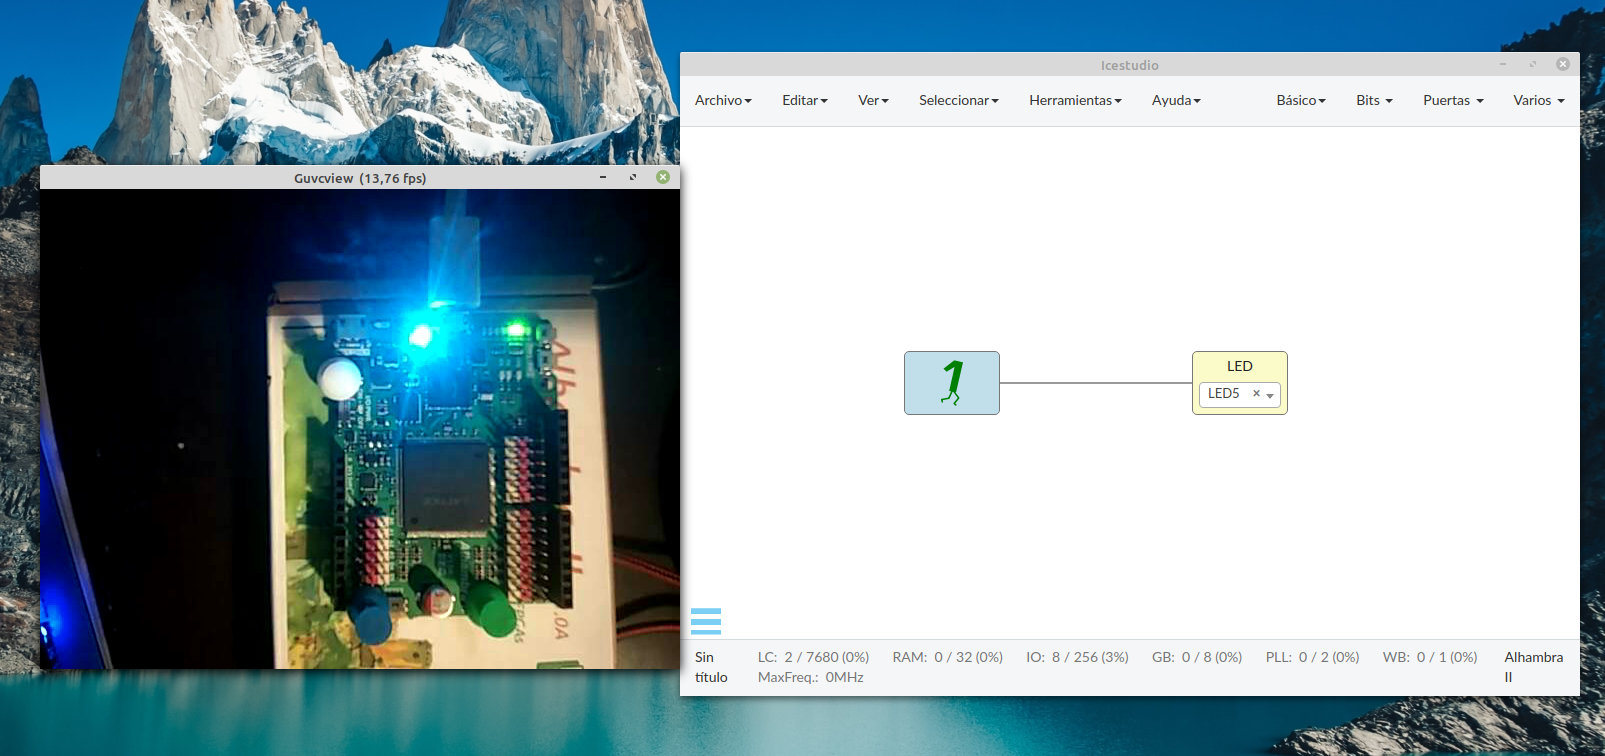 Icestudio
Archivo Editar Ver Seleccionar Herramientas Ayuda Básico Bits Puertas Varios
Guvcview (13,76 fps)
1
LED
LED5
Sin título
LC: 2 / 7680 (0%) RAM: 0 / 32 (0%) IO: 8 / 256 (3%) GB: 0 / 8 (0%) PLL: 0 / 2 (0%) WB: 0 / 1 (0%)
MaxFreq.: 0MHz
Alhambra II